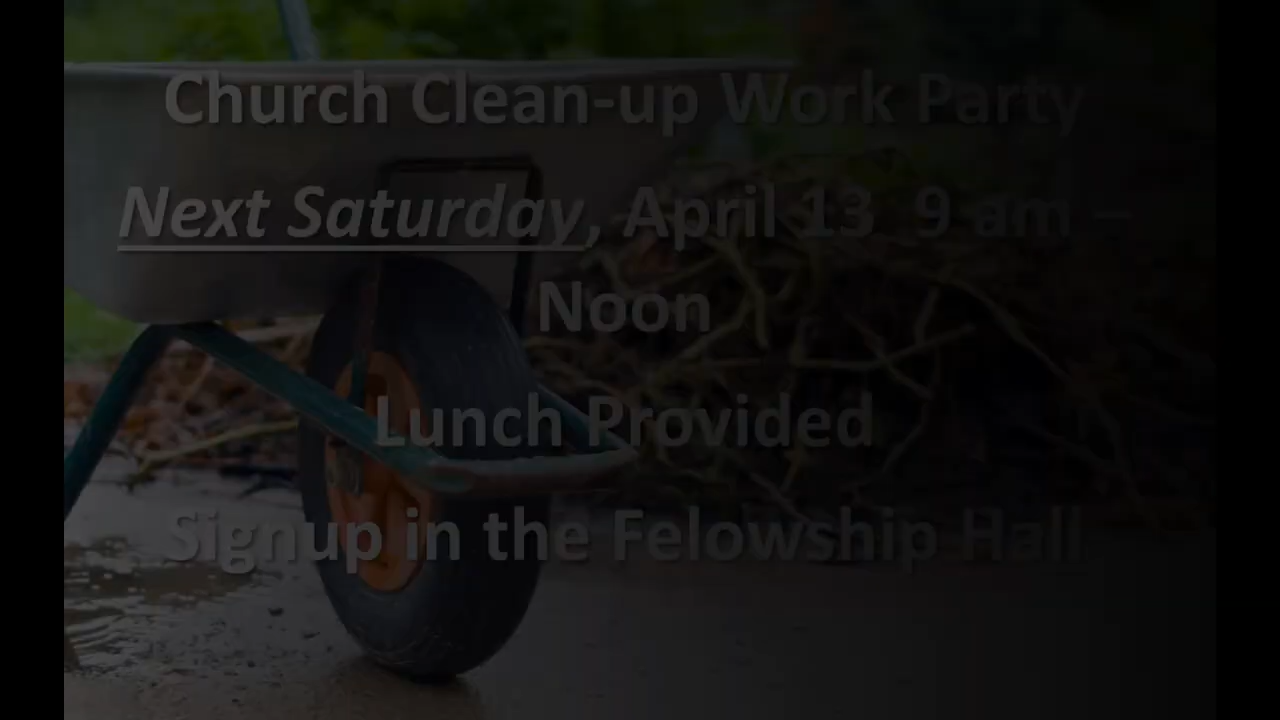 Church Clean-up Work Party
Next Saturday, April 13  9 am –
Noon
Lunch Provided
Signup in the Felowship Hall